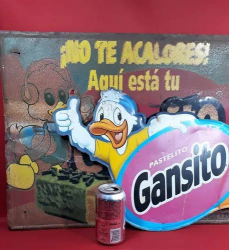 ¡NO TE ACALORES!
Aquí está tu
PASTELITO
Gansito